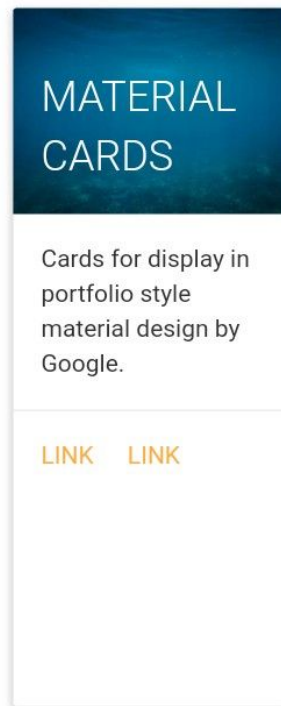 MATERIAL
CARDS
Cards for display in
portfolio style
material design by
Google.
LINK LINK